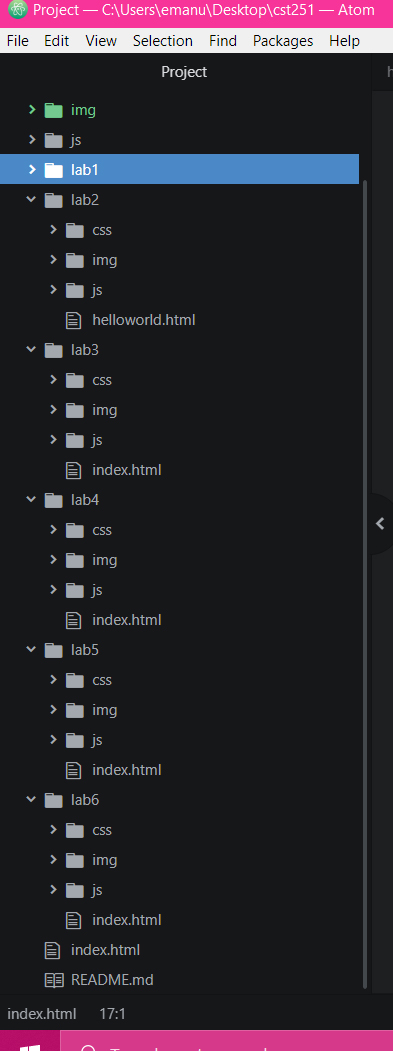 Project — C:\Users\emanu\Desktop\cst251 — Atom
File Edit View Selection Find Packages Help
Project
img
js
lab1
lab2
css
img
js
helloworld.html
lab3
css
img
js
index.html
lab4
css
img
js
index.html
lab5
css
img
js
index.html
lab6
css
img
js
index.html
index.html
README.md
index.html 17:1